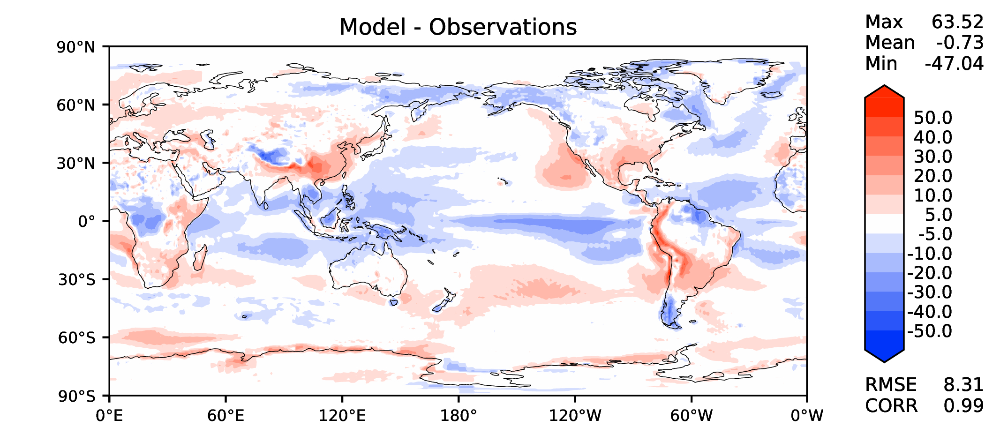 Model - Observations
Max 63.52
Mean -0.73
Min -47.04
90°N
60°N
30°N
0°
30°S
60°S
90°S
0°E 60°E 120°E 180° 120°W 60°W 0°W
50.0
40.0
30.0
20.0
10.0
5.0
-5.0
-10.0
-20.0
-30.0
-40.0
-50.0
RMSE 8.31
CORR 0.99